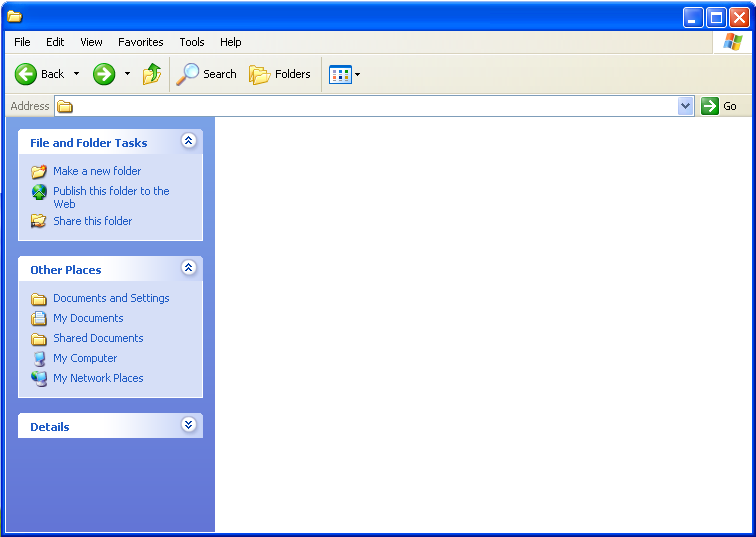 File Edit View Favorites Tools Help
Back Search Folders
Address Go
File and Folder Tasks
Make a new folder
Publish this folder to the
Web
Share this folder
Other Places
Documents and Settings
My Documents
Shared Documents
My Computer
My Network Places
Details